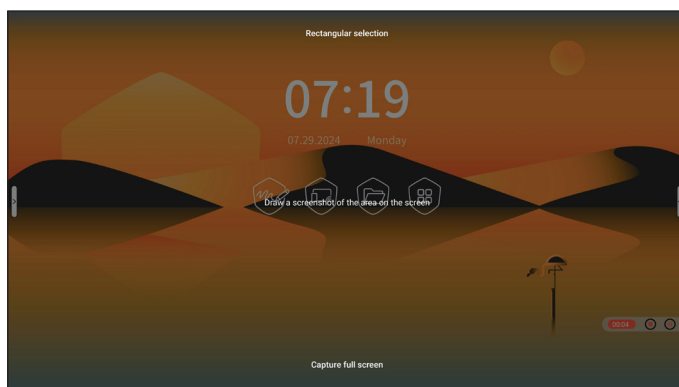 Rectangular selection
07:19
07.29.2024 Monday
Draw a screenshot of the area on the screen
00:04
Capture full screen